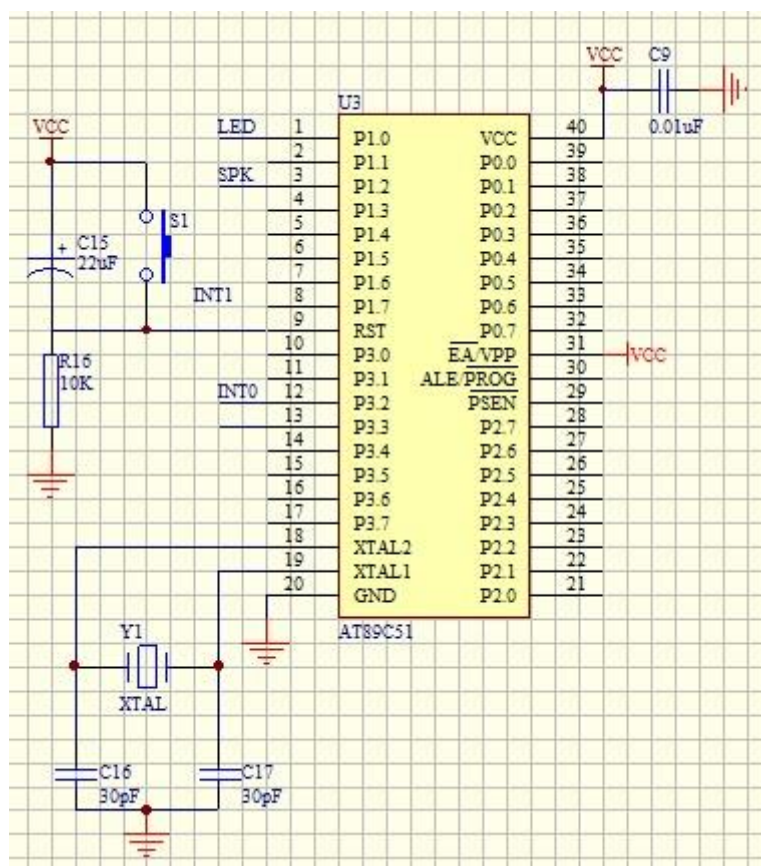 VCC C9
0.01uF
U3
VCC
LED 1 P1.0 VCC 40
2 P1.1 P0.0 39
SPK 3 P1.2 P0.1 38
4 P1.3 P0.2 37
5 P1.4 P0.3 36
6 P1.5 P0.4 35
7 P1.6 P0.5 34
INT1 8 P1.7 P0.6 33
9 RST P0.7 32
10 P3.0 EA/VPP 31 VCC
11 P3.1 ALE/PROG 30
INT0 12 P3.2 PSEN 29
13 P3.3 P2.7 28
14 P3.4 P2.6 27
15 P3.5 P2.5 26
16 P3.6 P2.4 25
17 P3.7 P2.3 24
18 XTAL2 P2.2 23
19 XTAL1 P2.1 22
20 GND P2.0 21
AT89C51
S1
+ C15
22uF
R16
10K
Y1
XTAL
C16
30pF
C17
30pF